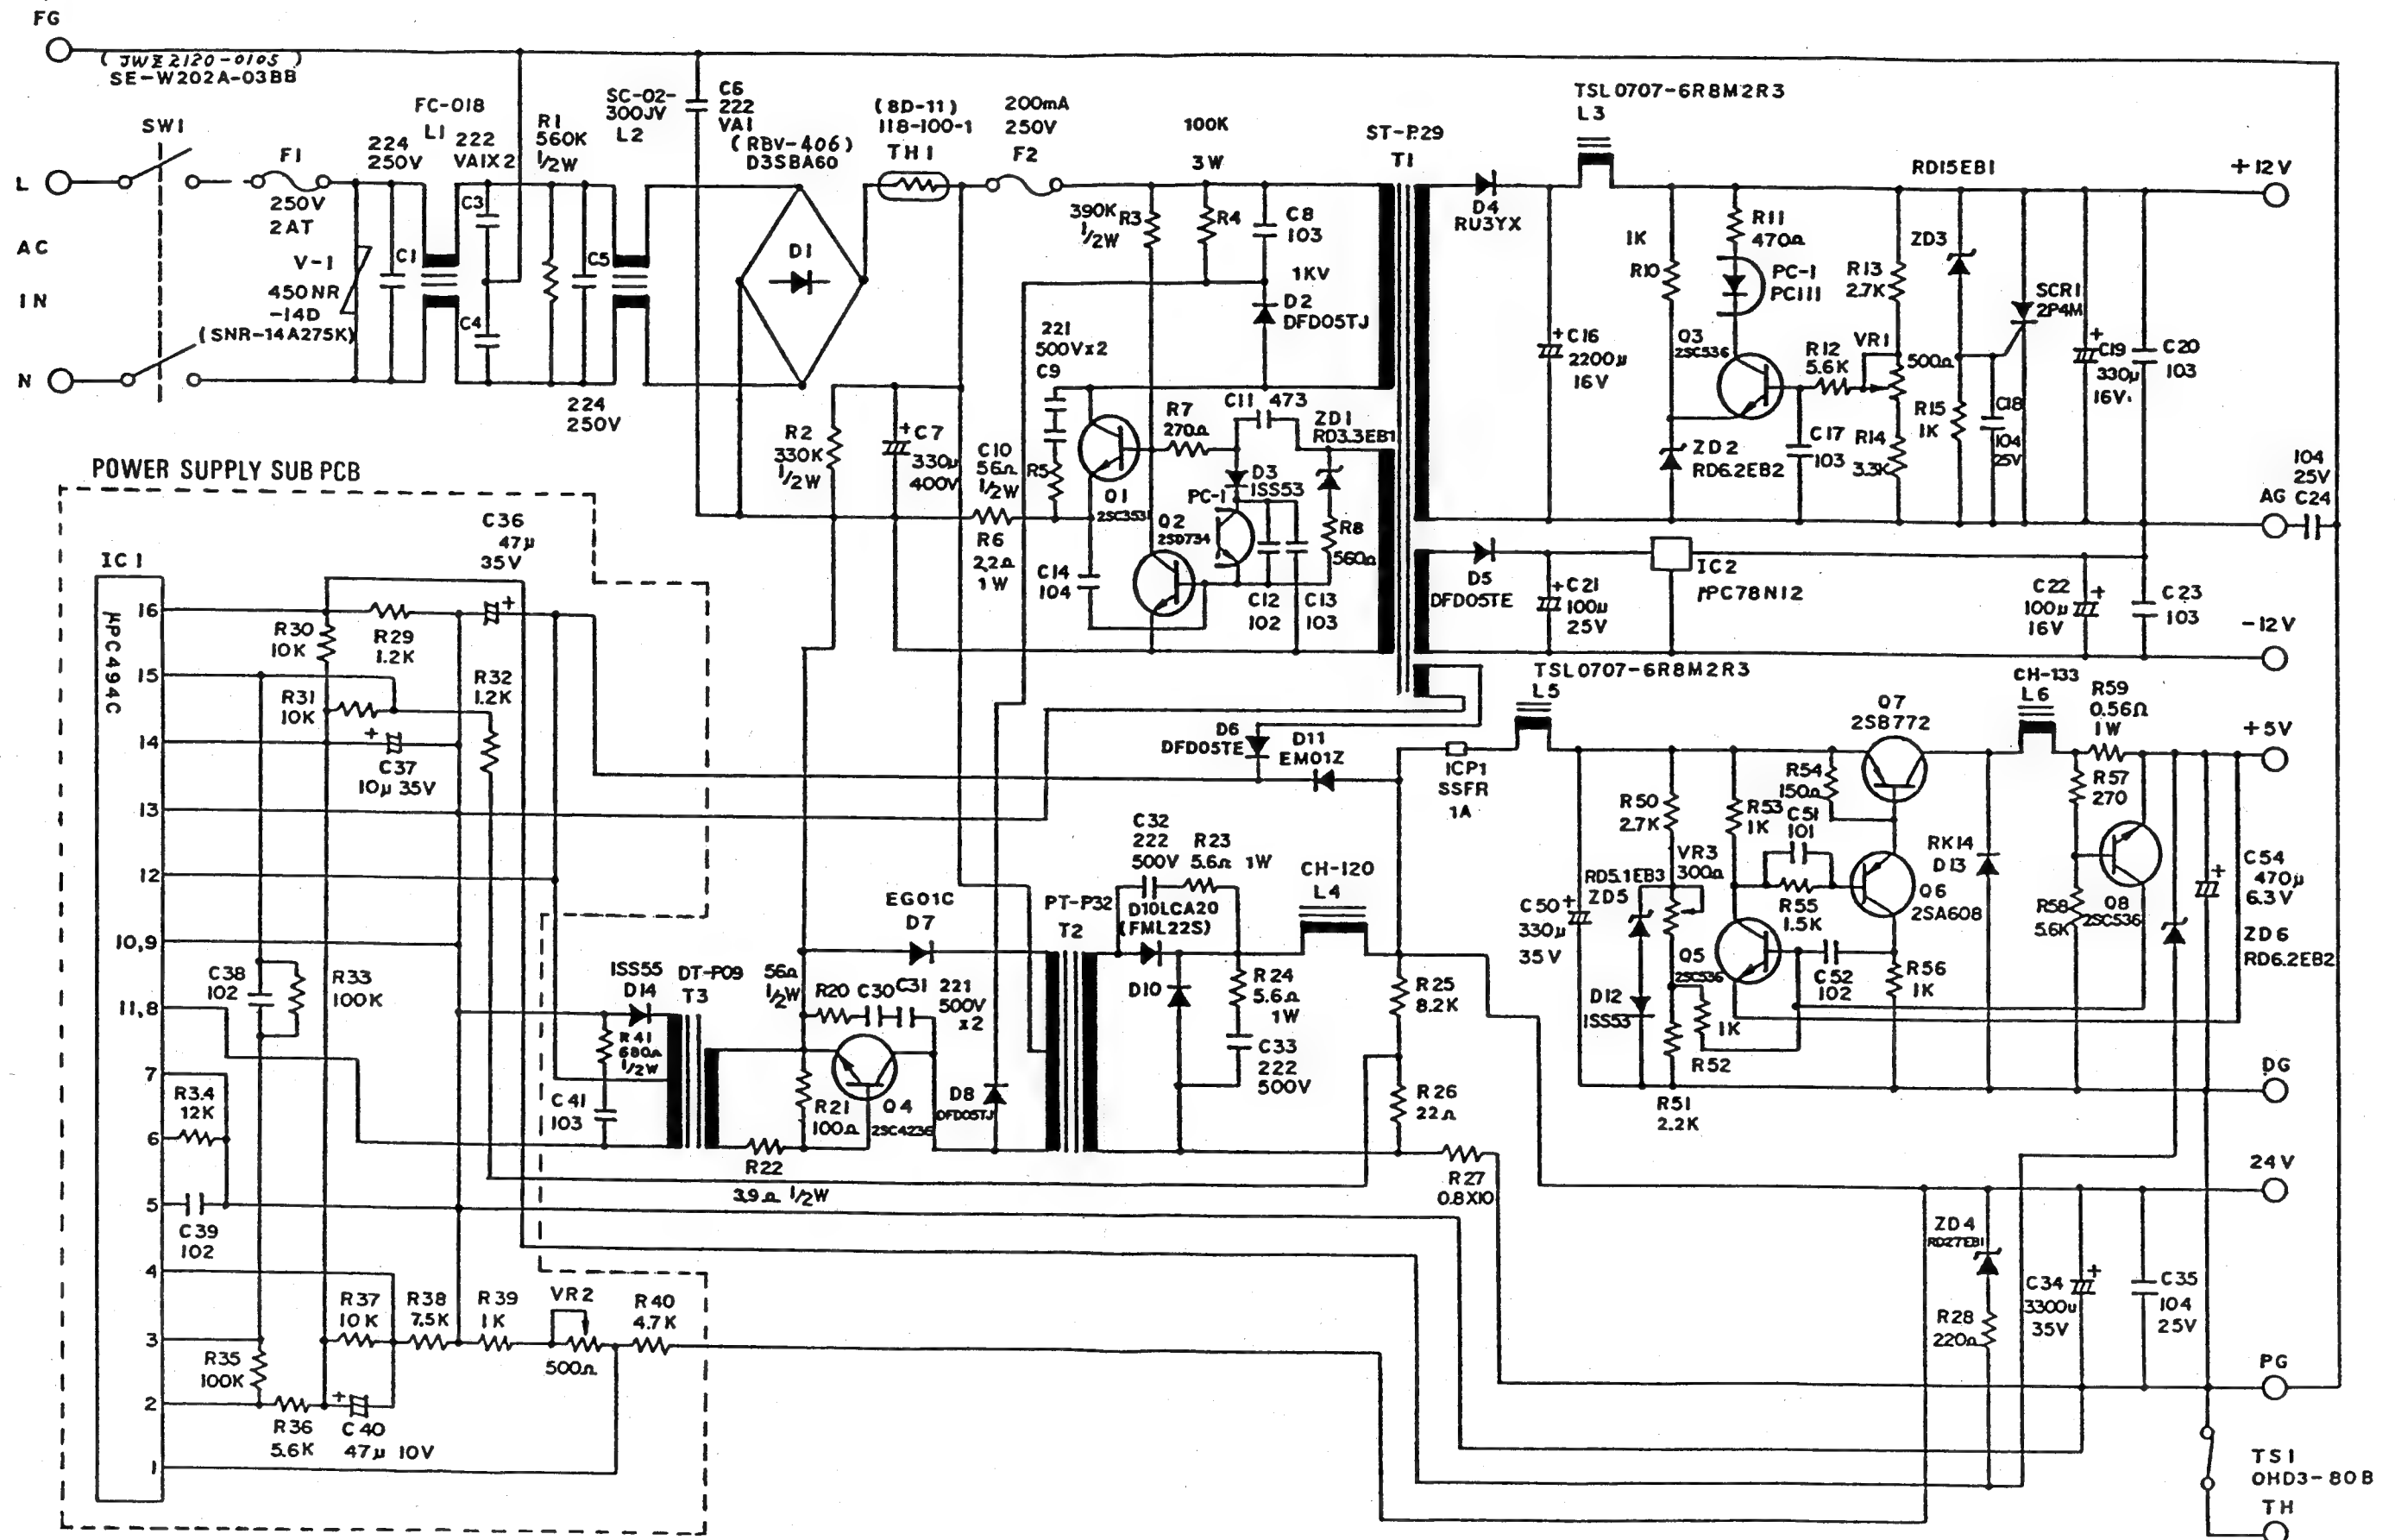 FG
( JWZ2120-0105 )
SE-W202A-03BB
SW1
L
AC
IN
N
F1
250V
2AT
V-1
450NR
-14D
(SNR-14A275K)
224
250V
C1
FC-018
L1
222
VA1X2
C3
C4
R1
560K
1/2W
C5
224
250V
SC-02-
300JV
L2
C6
222
VA1
(RBV-406)
D3SBA60
D1
(8D-11)
118-100-1
TH1
200mA
250V
F2
390K
1/2W
R3
100K
3W
R4
C8
103
1KV
D2
DFD05TJ
ST-P.29
T1
R2
330K
1/2W
C7
330µ
400V
221
500Vx2
C9
C10
56Ω
1/2W
R5
R6
2.2Ω
1W
Q1
2SC3531
R7
270Ω
C11 473
ZD1
RD3.3EB1
D3
1SS53
PC-1
Q2
2SD734
C14
104
C12
102
C13
103
R8
560Ω
D4
RU3YX
TSL0707-6R8M2R3
L3
C16
2200µ
16V
1K
R10
R11
470Ω
PC-1
PC111
Q3
2SC536
ZD2
RD6.2EB2
R12
5.6K
C17
103
R13
2.7K
VR1
500Ω
R14
3.3K
RD15EB1
ZD3
R15
1K
C18
104
25V
SCR1
2P4M
C19
330µ
16V
C20
103
+12V
104
25V
AG C24
D5
DFD05TE
C21
100µ
25V
IC2
µPC78N12
C22
100µ
16V
C23
103
-12V
POWER SUPPLY SUB PCB
IC1
µPC494C
16
15
14
13
12
10,9
11,8
7
6
5
4
3
2
1
C36
47µ
35V
R30
10K
R29
1.2K
R31
10K
R32
1.2K
C37
10µ 35V
C38
102
R33
100K
R34
12K
C39
102
R35
100K
R36
5.6K
C40
47µ 10V
R37
10K
R38
7.5K
R39
1K
VR2
500Ω
R40
4.7K
1SS55
D14
DT-P09
T3
R41
680Ω
1/2W
C41
103
56Ω
1/2W
R20 C30 C31
221
500V
x2
R21
100Ω
Q4
2SC4236
R22
3.9Ω 1/2W
EG01C
D7
D8
DFD05TJ
PT-P32
T2
C32
222
500V
R23
5.6Ω 1W
D10LCA20
(FML22S)
D10
R24
5.6Ω
1W
C33
222
500V
CH-120
L4
R25
8.2K
R26
22Ω
R27
0.8X10
D6
DFD05TE
D11
EM01Z
ICP1
SSFR
1A
TSL0707-6R8M2R3
L5
C50
330µ
35V
R50
2.7K
RD5.1EB3
ZD5
VR3
300Ω
D12
1SS53
R51
2.2K
R52
1K
R53
1K
Q5
2SC536
R54
150Ω
C51
101
R55
1.5K
C52
102
Q7
2SB772
Q6
2SA608
R56
1K
RK14
D13
CH-133
L6
R59
0.56Ω
1W
R57
270
R58
5.6K
Q8
2SC536
C54
470µ
6.3V
ZD6
RD6.2EB2
+5V
DG
24V
ZD4
RD27EB1
R28
220Ω
C34
3300µ
35V
C35
104
25V
PG
TS1
OHD3-80B
TH